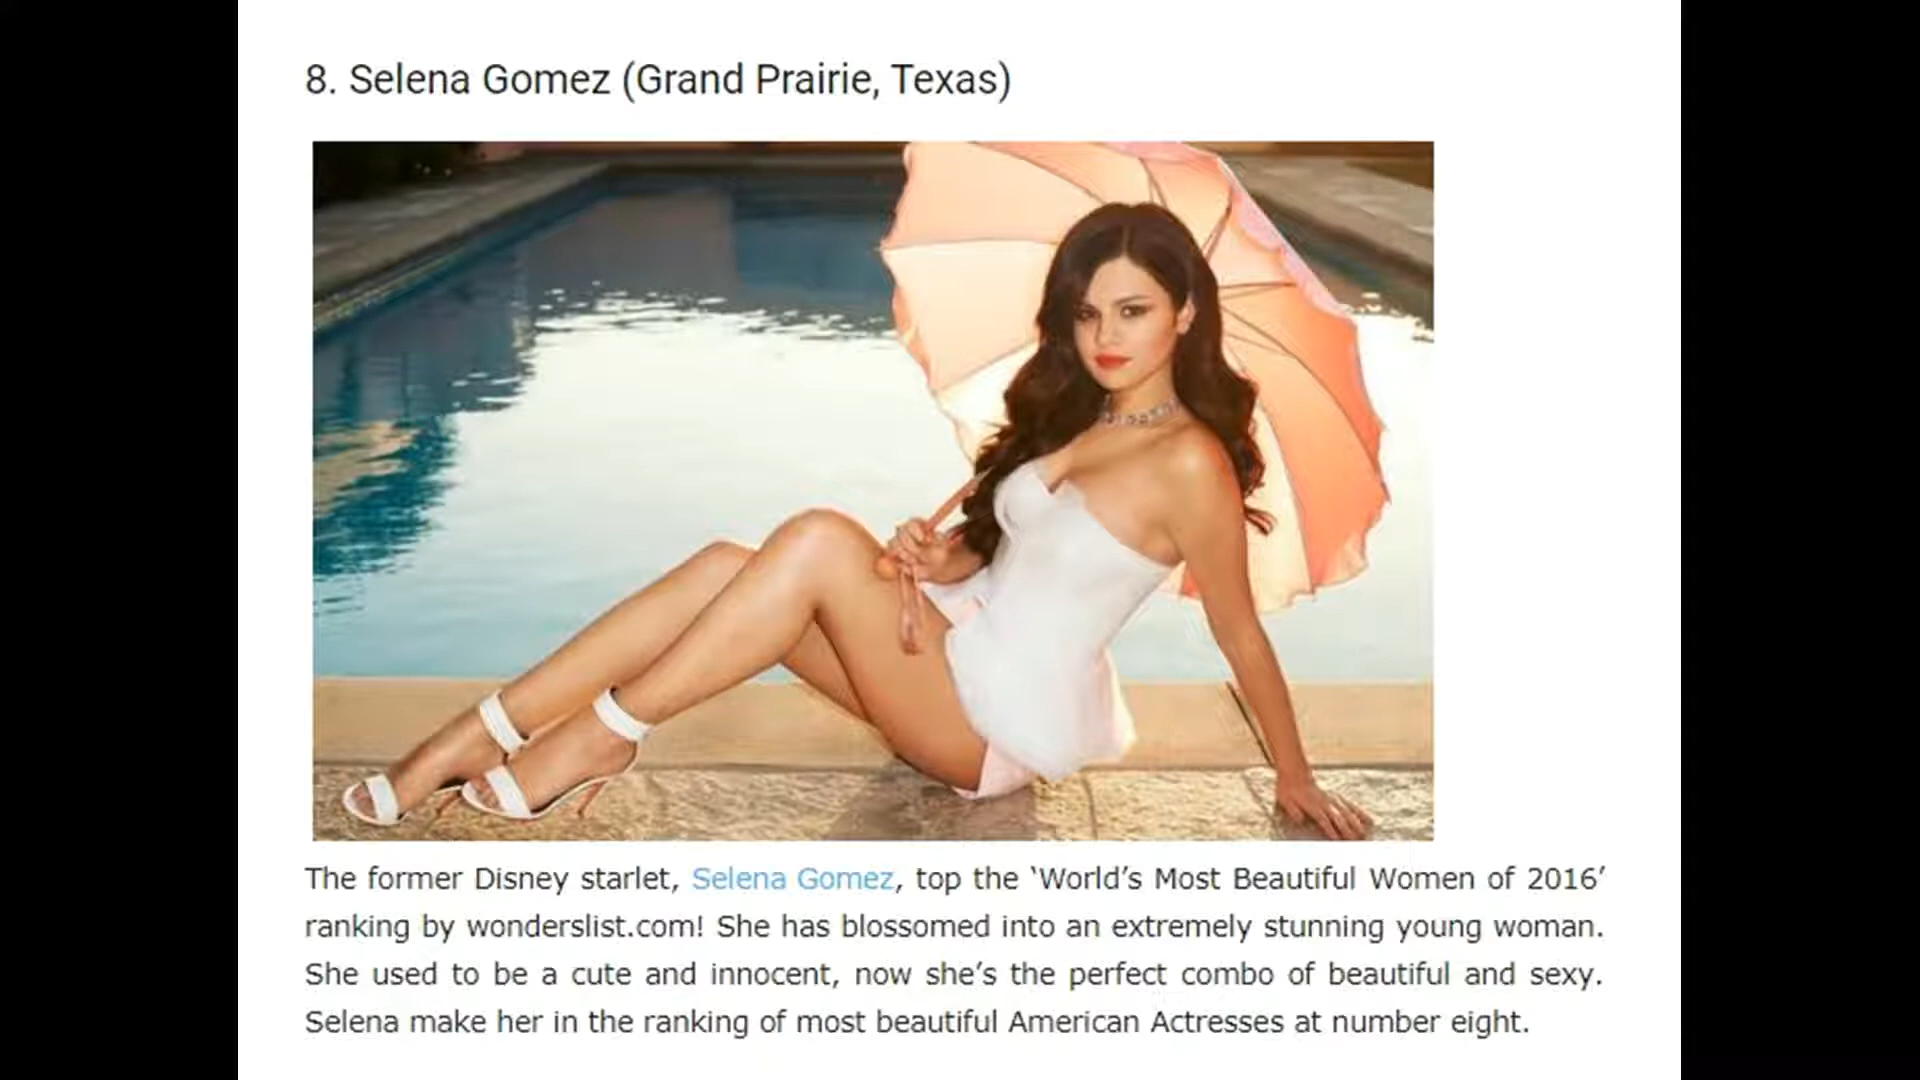 8. Selena Gomez (Grand Prairie, Texas)
The former Disney starlet, Selena Gomez, top the ‘World’s Most Beautiful Women of 2016’
ranking by wonderslist.com! She has blossomed into an extremely stunning young woman.
She used to be a cute and innocent, now she’s the perfect combo of beautiful and sexy.
Selena make her in the ranking of most beautiful American Actresses at number eight.